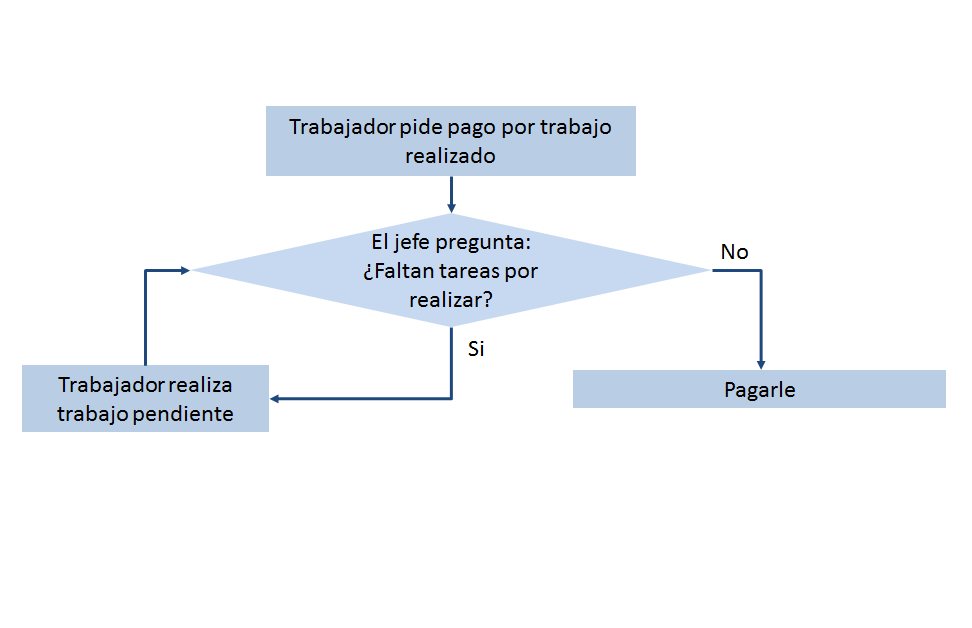 Trabajador pide pago por trabajo
realizado
El jefe pregunta:
¿Faltan tareas por
realizar?
No
Si
Trabajador realiza
trabajo pendiente
Pagarle